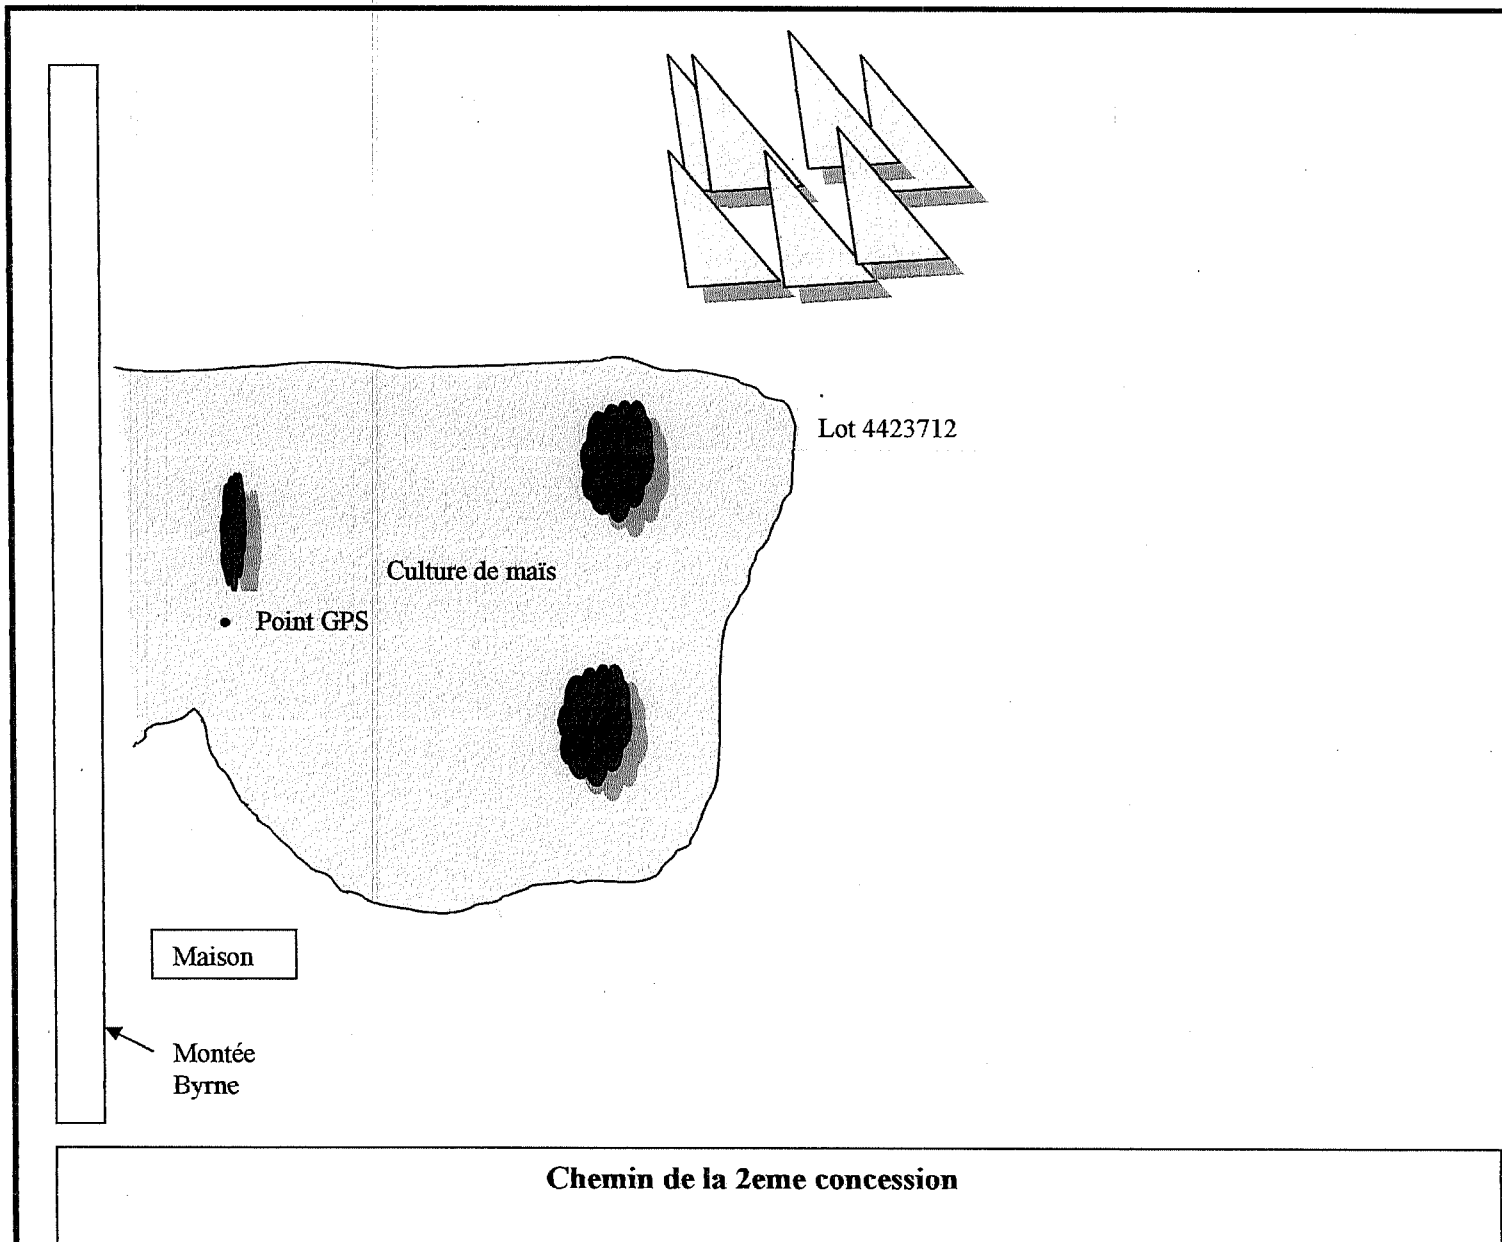 Lot 4423712
Culture de maïs
Point GPS
Maison
Montée
Byrne
Chemin de la 2eme concession